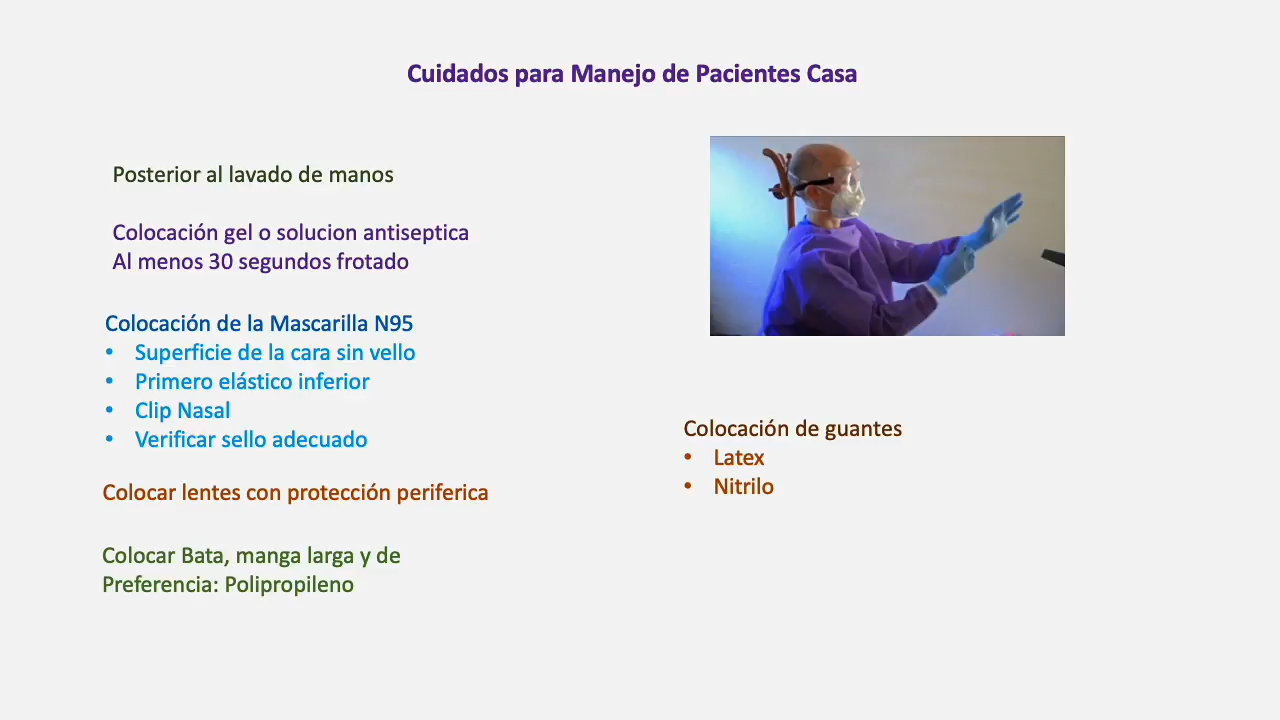 Cuidados para Manejo de Pacientes Casa
Posterior al lavado de manos
Colocación gel o solucion antiseptica
Al menos 30 segundos frotado
Colocación de la Mascarilla N95
• Superficie de la cara sin vello
• Primero elástico inferior
• Clip Nasal
• Verificar sello adecuado
Colocar lentes con protección periferica
Colocar Bata, manga larga y de
Preferencia: Polipropileno
Colocación de guantes
• Latex
• Nitrilo